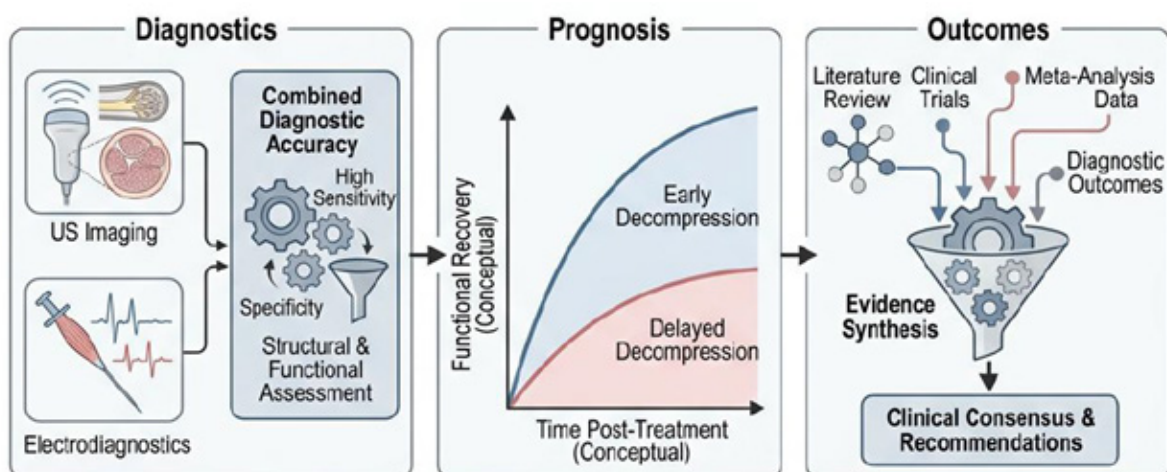 Diagnostics
US Imaging
Electrodiagnostics
Combined
Diagnostic
Accuracy
High
Sensitivity
Specificity
Structural &
Functional
Assessment
Prognosis
Functional Recovery
(Conceptual)
Early
Decompression
Delayed
Decompression
Time Post-Treatment
(Conceptual)
Outcomes
Literature
Review
Clinical
Trials
Meta-Analysis
Data
Diagnostic
Outcomes
Evidence
Synthesis
Clinical Consensus &
Recommendations